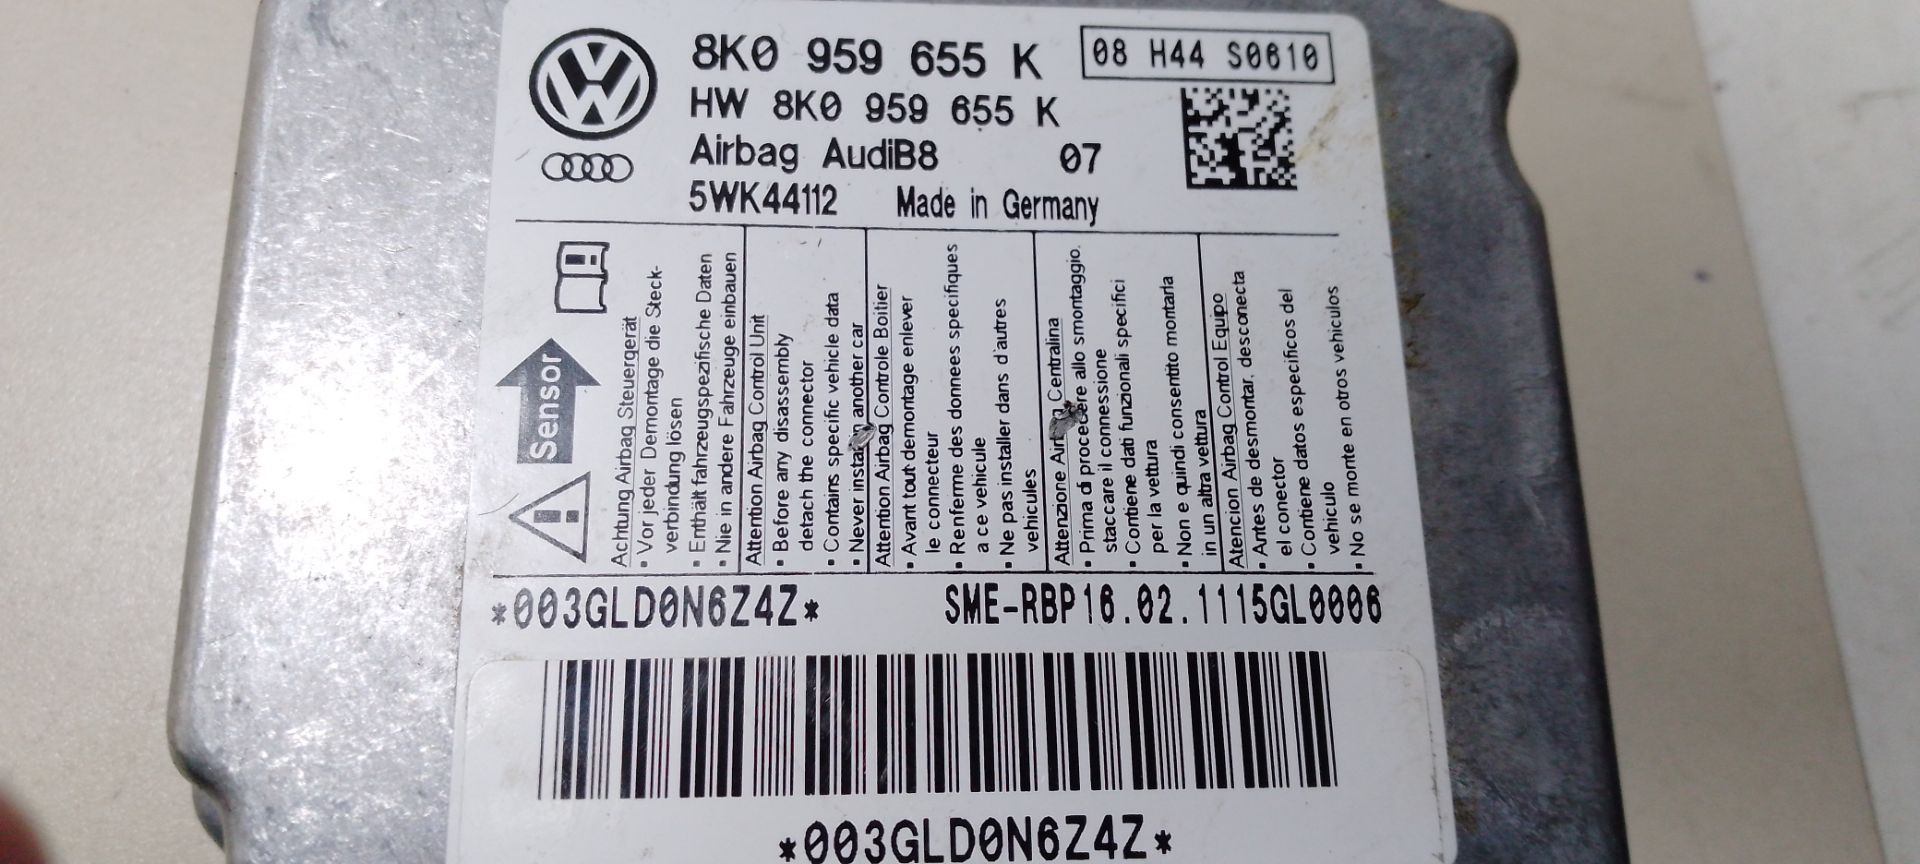 8K0 959 655 K
08 H44 S0610
HW 8K0 959 655 K
Airbag AudiB8 07
5WK44112 Made in Germany
Sensor
Achtung Airbag Steuergerät
• Vor jeder Demontage die Steck-
verbindung lösen
• Enthält fahrzeugspezifische Daten
• Nie in andere Fahrzeuge einbauen
Attention Airbag Control Unit
• Before any disassembly
detach the connector
• Contains specific vehicle data
• Never install another car
Attention Airbag Controle Boitier
• Avant tout demontage enlever
le connecteur
• Renferme des donnees specifiques
a ce vehicule
• Ne pas installer dans d'autres
vehicules
Attenzione Airbag Centralina
• Prima di procedere allo smontaggio.
staccare il connessione
• Contiene dati funzionali specifici
per la vettura
• Non e quindi consentito montarla
in un altra vettura
Atencion Airbag Control Equipo
• Antes de desmontar, desconecta
el conector
• Contiene datos especificos del
vehiculo
• No se monte en otros vehiculos
*003GLD0N6Z4Z* SME-RBP16.02.1115GL0006
*003GLD0N6Z4Z*